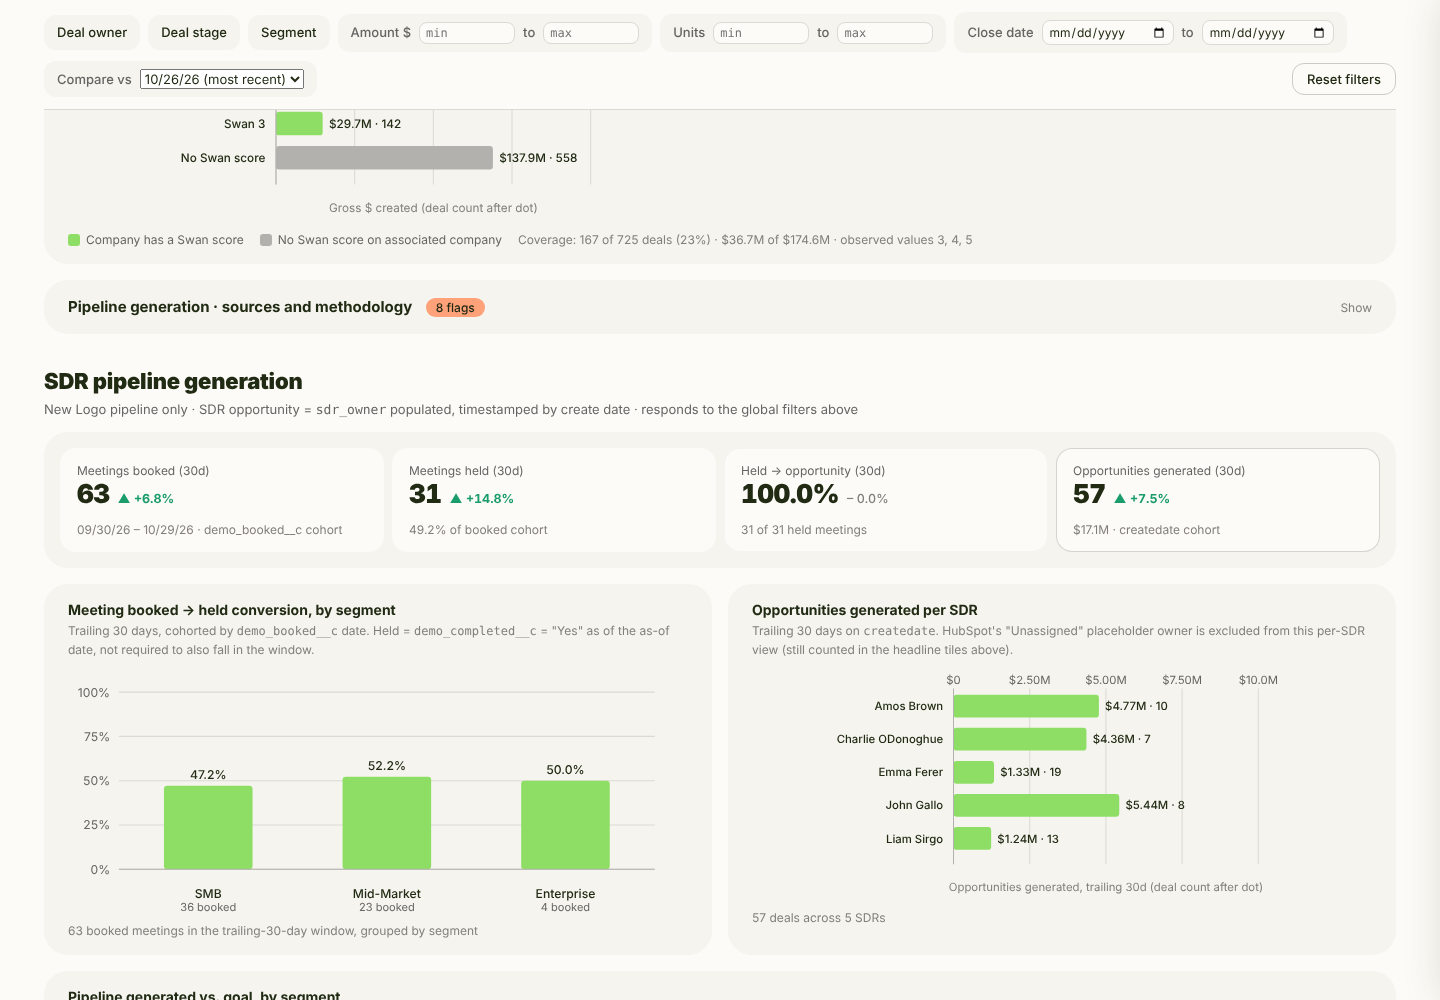 Deal owner Deal stage Segment Amount $ min to max Units min to max Close date mm/dd/yyyy to mm/dd/yyyy
Compare vs 10/26/26 (most recent) Reset filters
Swan 3 $29.7M · 142
No Swan score $137.9M · 558
Gross $ created (deal count after dot)
Company has a Swan score No Swan score on associated company Coverage: 167 of 725 deals (23%) · $36.7M of $174.6M · observed values 3, 4, 5
Pipeline generation · sources and methodology 8 flags Show
SDR pipeline generation
New Logo pipeline only · SDR opportunity = sdr_owner populated, timestamped by create date · responds to the global filters above
Meetings booked (30d)
63 ▲ +6.8%
09/30/26 – 10/29/26 · demo_booked__c cohort
Meetings held (30d)
31 ▲ +14.8%
49.2% of booked cohort
Held → opportunity (30d)
100.0% – 0.0%
31 of 31 held meetings
Opportunities generated (30d)
57 ▲ +7.5%
$17.1M · createdate cohort
Meeting booked → held conversion, by segment
Trailing 30 days, cohorted by demo_booked__c date. Held = demo_completed__c = "Yes" as of the as-of
date, not required to also fall in the window.
100%
75%
50%
25%
0%
47.2%
52.2%
50.0%
SMB Mid-Market Enterprise
36 booked 23 booked 4 booked
63 booked meetings in the trailing-30-day window, grouped by segment
Opportunities generated per SDR
Trailing 30 days on createdate. HubSpot's "Unassigned" placeholder owner is excluded from this per-SDR
view (still counted in the headline tiles above).
$0 $2.50M $5.00M $7.50M $10.0M
Amos Brown $4.77M · 10
Charlie ODonoghue $4.36M · 7
Emma Ferer $1.33M · 19
John Gallo $5.44M · 8
Liam Sirgo $1.24M · 13
Opportunities generated, trailing 30d (deal count after dot)
57 deals across 5 SDRs
Pipeline generated vs. goal, by segment